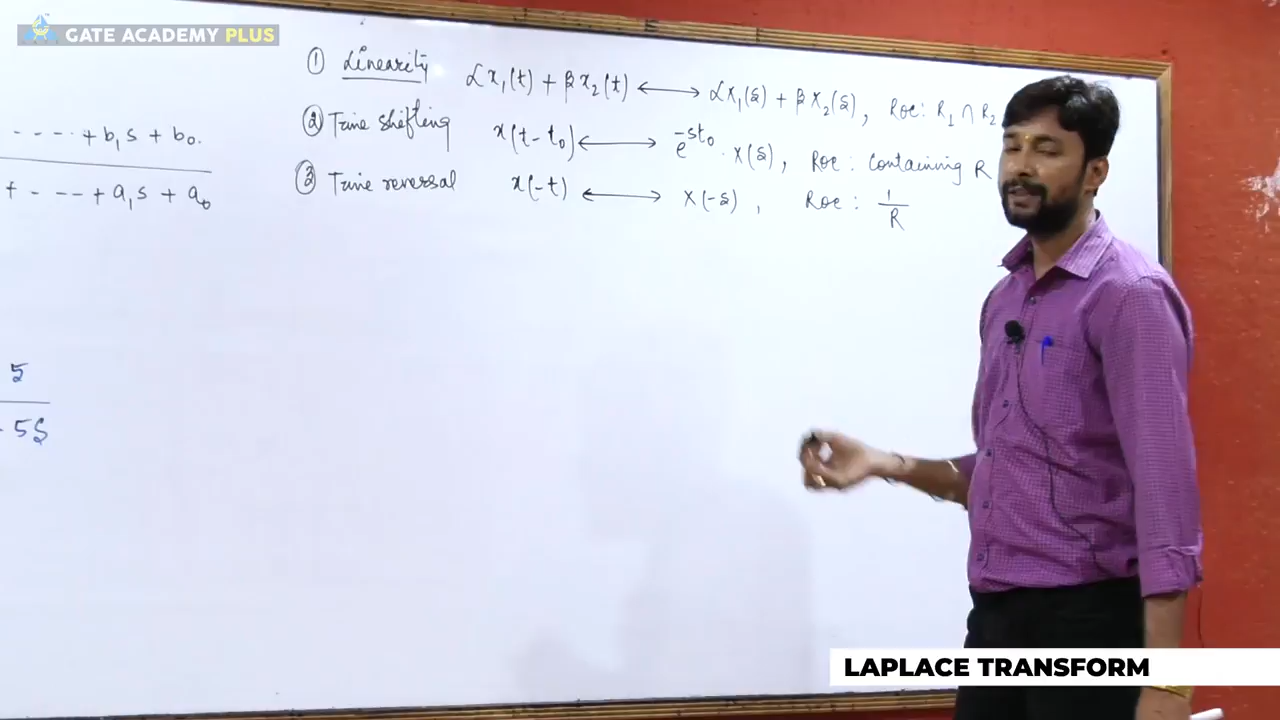 GATE ACADEMY PLUS
---- + b₁s + b₀.
+ - -- + a₁s + a₀
5
- 5S
① Linearity αx₁(t) + βx₂(t) ⟷ αX₁(s) + βX₂(s), ROC: R₁ ∩ R₂
② Time shifting x(t-t₀) ⟷ e^-st₀ . X(s), ROC: Containing R
③ Time reversal x(-t) ⟷ X(-s), ROC: 1/R
LAPLACE TRANSFORM